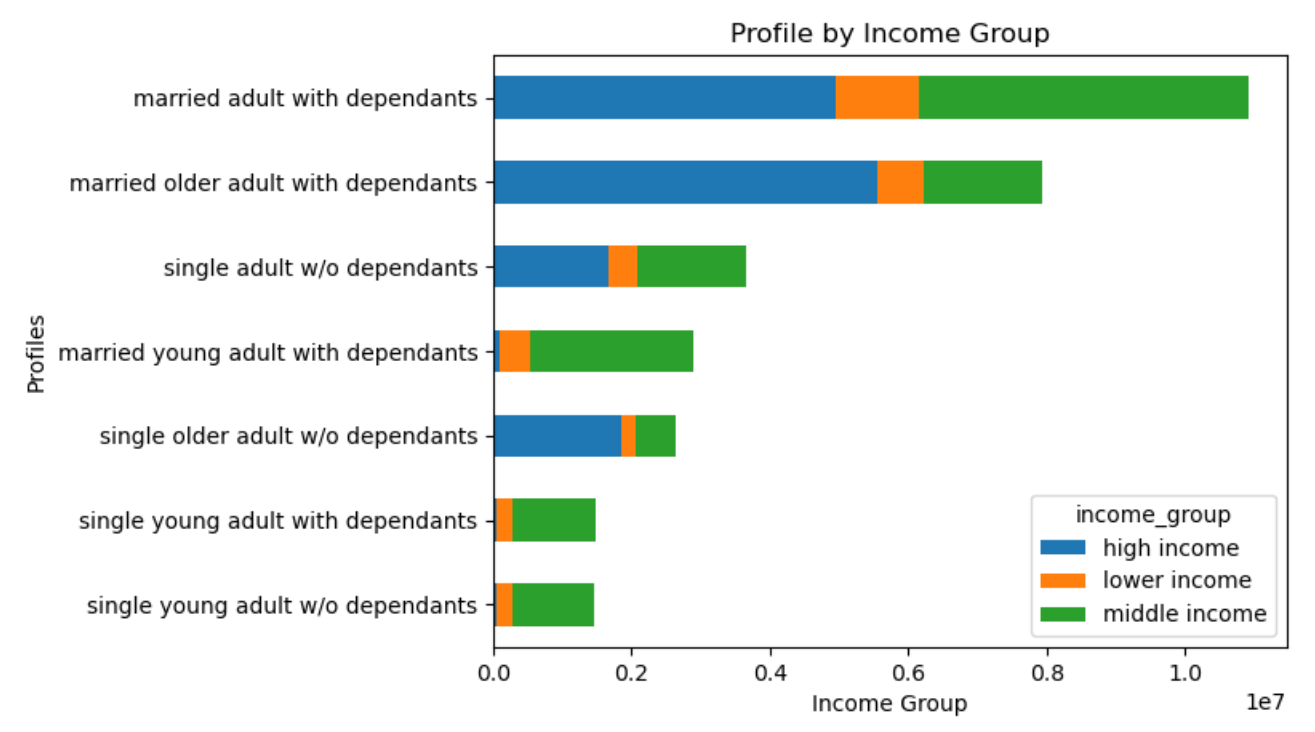 Profile by Income Group
married adult with dependants
married older adult with dependants
single adult w/o dependants
married young adult with dependants
single older adult w/o dependants
single young adult with dependants
single young adult w/o dependants
Profiles
income_group
high income
lower income
middle income
0.0 0.2 0.4 0.6 0.8 1.0
Income Group
1e7